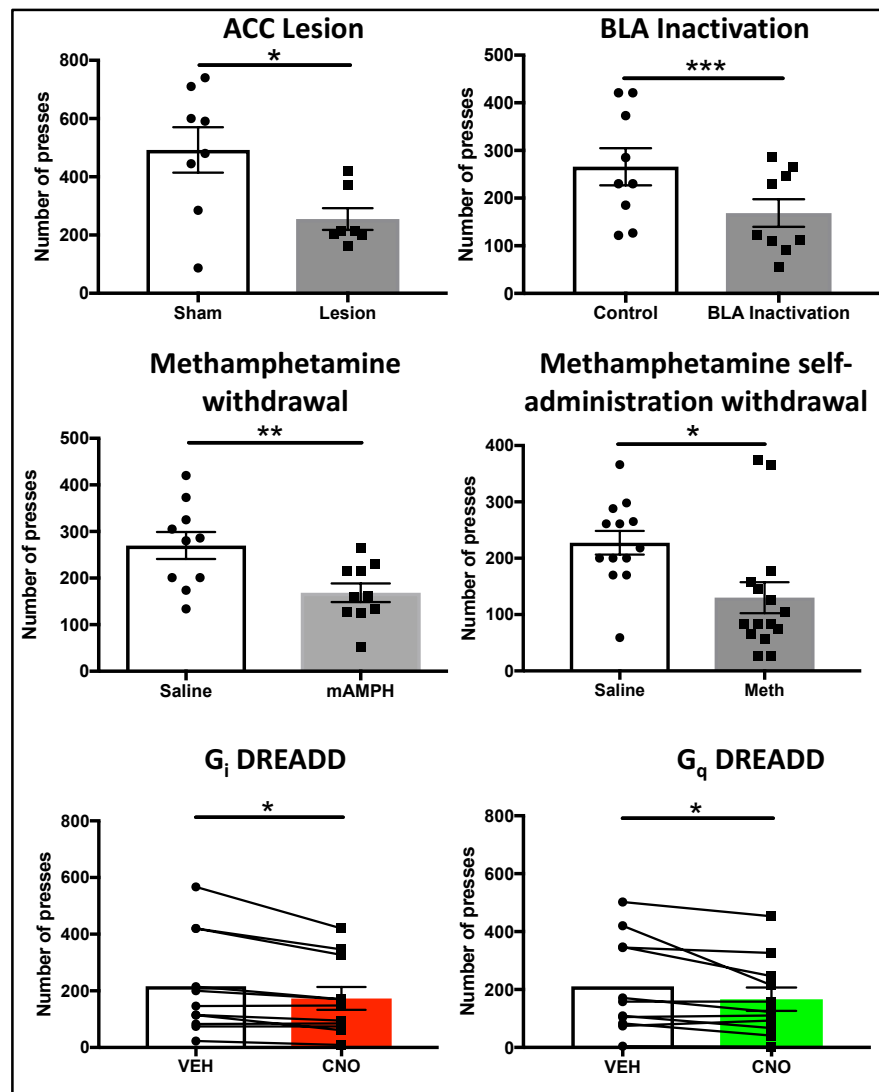 ACC Lesion
*
Number of presses
800
600
400
200
0
Sham
Lesion
BLA Inactivation
***
Number of presses
500
400
300
200
100
0
Control
BLA Inactivation
Methamphetamine
withdrawal
**
Number of presses
500
400
300
200
100
0
Saline
mAMPH
Methamphetamine self-
administration withdrawal
*
Number of presses
400
300
200
100
0
Saline
Meth
Gi DREADD
*
Number of presses
800
600
400
200
0
VEH
CNO
Gq DREADD
*
Number of presses
800
600
400
200
0
VEH
CNO